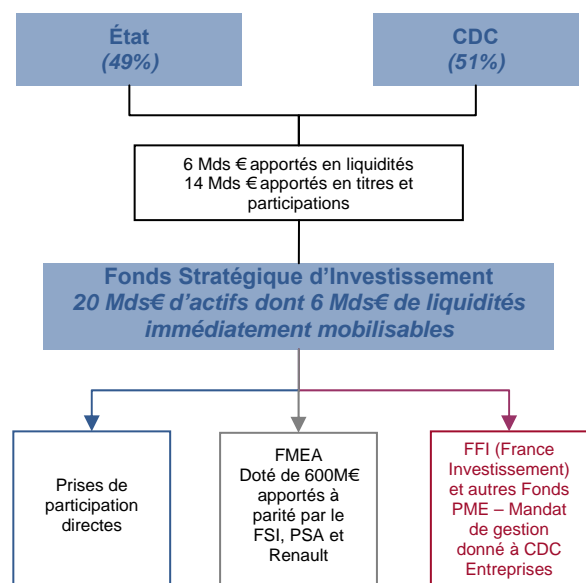 État
(49%)
CDC
(51%)
6 Mds € apportés en liquidités
14 Mds € apportés en titres et
participations
Fonds Stratégique d'Investissement
20 Mds€ d'actifs dont 6 Mds€ de liquidités
immédiatement mobilisables
Prises de
participation
directes
FMEA
Doté de 600M€
apportés à
parité par le
FSI, PSA et
Renault
FFI (France
Investissement)
et autres Fonds
PME – Mandat
de gestion
donné à CDC
Entreprises